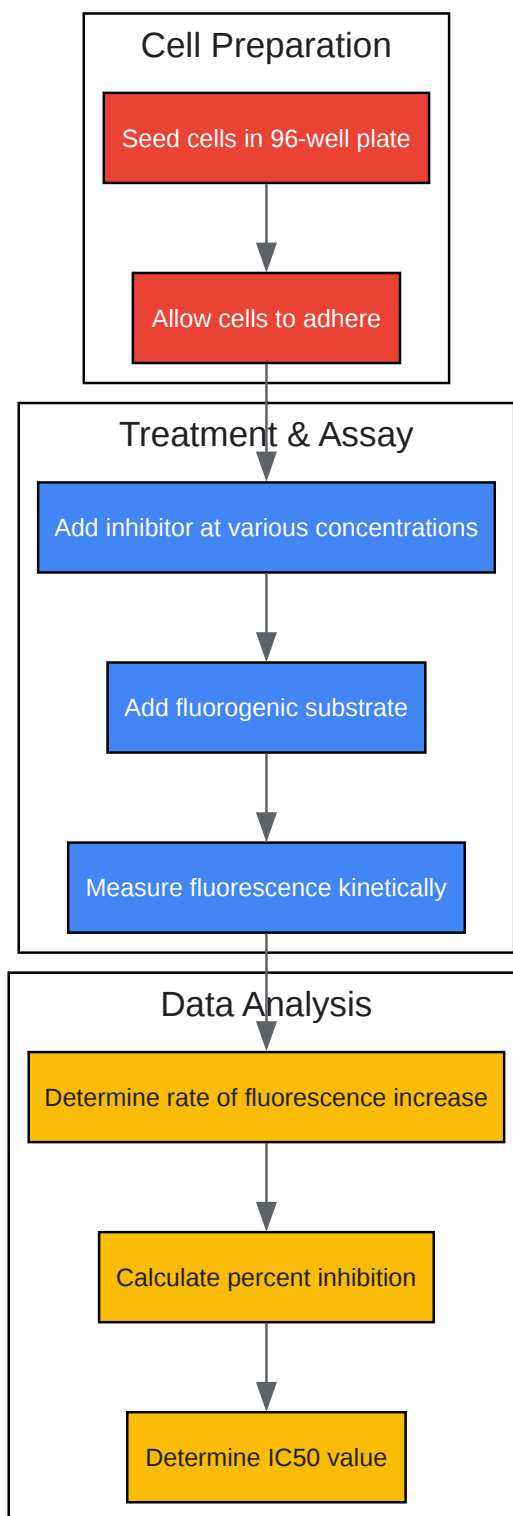 Cell Preparation
Seed cells in 96-well plate
Allow cells to adhere
Treatment & Assay
Add inhibitor at various concentrations
Add fluorogenic substrate
Measure fluorescence kinetically
Data Analysis
Determine rate of fluorescence increase
Calculate percent inhibition
Determine IC50 value